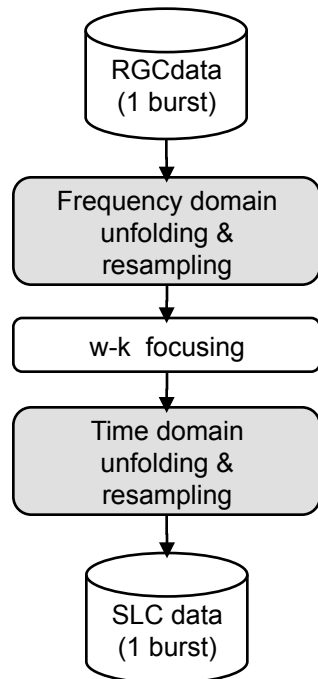 RGCdata
(1 burst)
Frequency domain
unfolding &
resampling
w-k focusing
Time domain
unfolding &
resampling
SLC data
(1 burst)